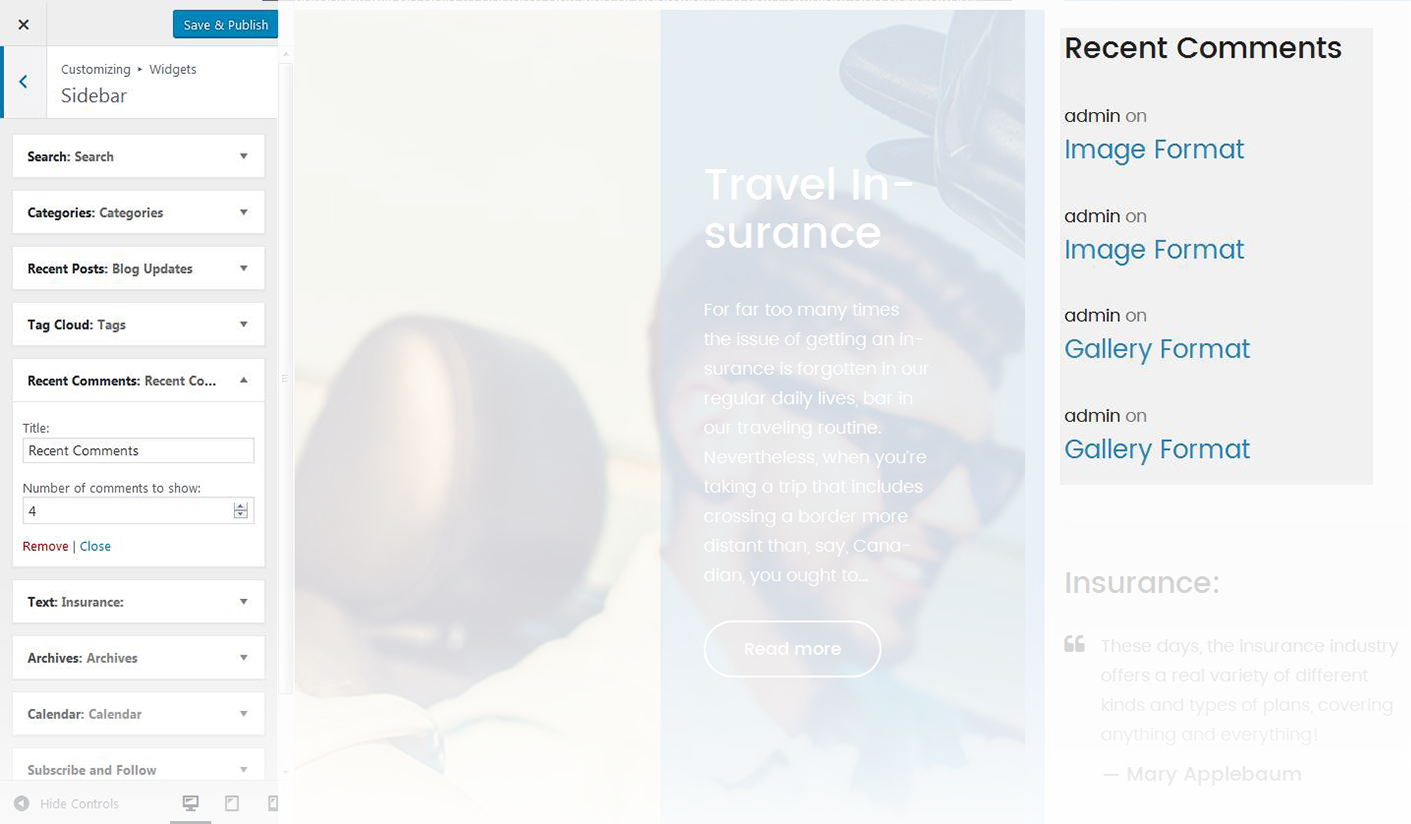 Save & Publish
Customizing ▸ Widgets
Sidebar
Search: Search
Categories: Categories
Recent Posts: Blog Updates
Tag Cloud: Tags
Recent Comments: Recent Co...
Title:
Recent Comments
Number of comments to show:
4
Remove | Close
Text: Insurance:
Archives: Archives
Calendar: Calendar
Subscribe and Follow
Hide Controls
Travel In-
surance
For far too many times
the issue of getting an in-
surance is forgotten in our
regular daily lives, bar in
our traveling routine.
Nevertheless, when you're
taking a trip that includes
crossing a border more
distant than, say, Cana-
dian, you ought to...
Read more
Recent Comments
admin on
Image Format
admin on
Image Format
admin on
Gallery Format
admin on
Gallery Format
Insurance:
These days, the insurance industry
offers a real variety of different
kinds and types of plans, covering
anything and everything!
— Mary Applebaum